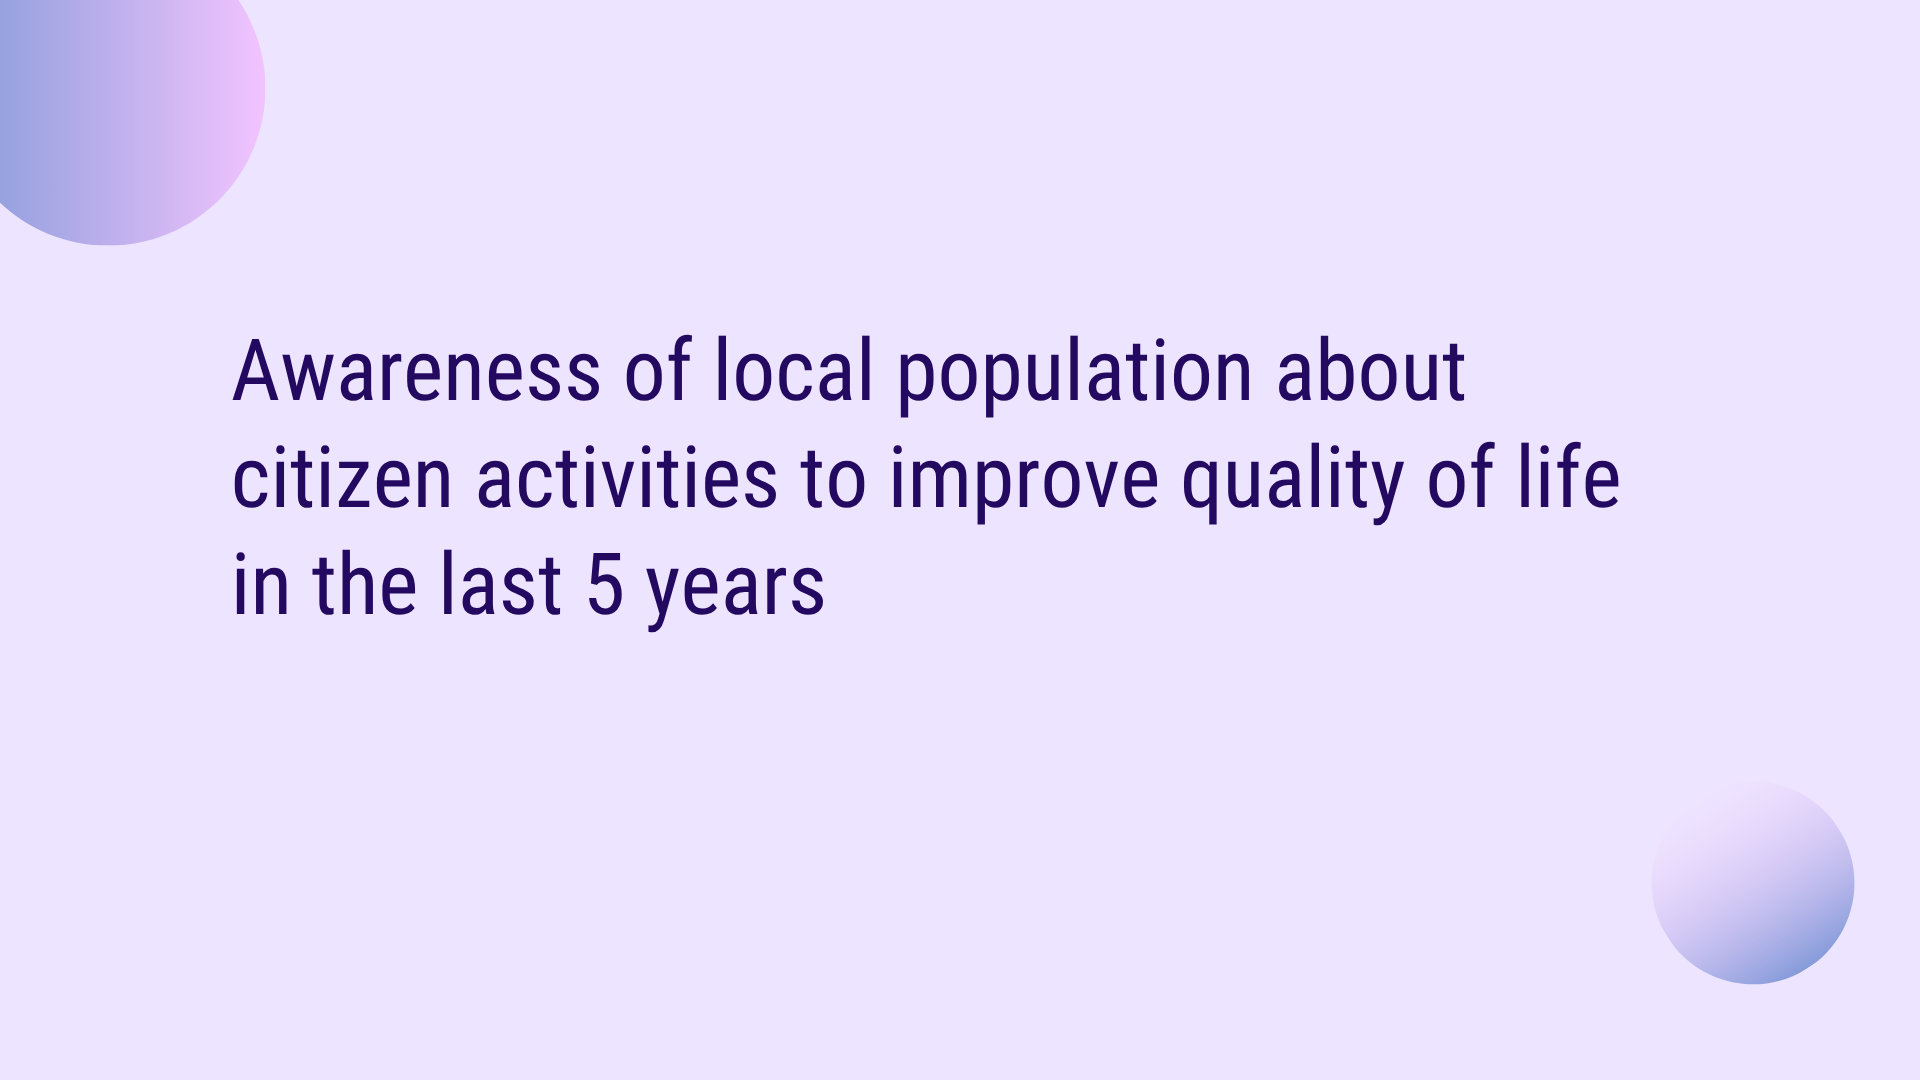 Awareness of local population about
citizen activities to improve quality of life
in the last 5 years